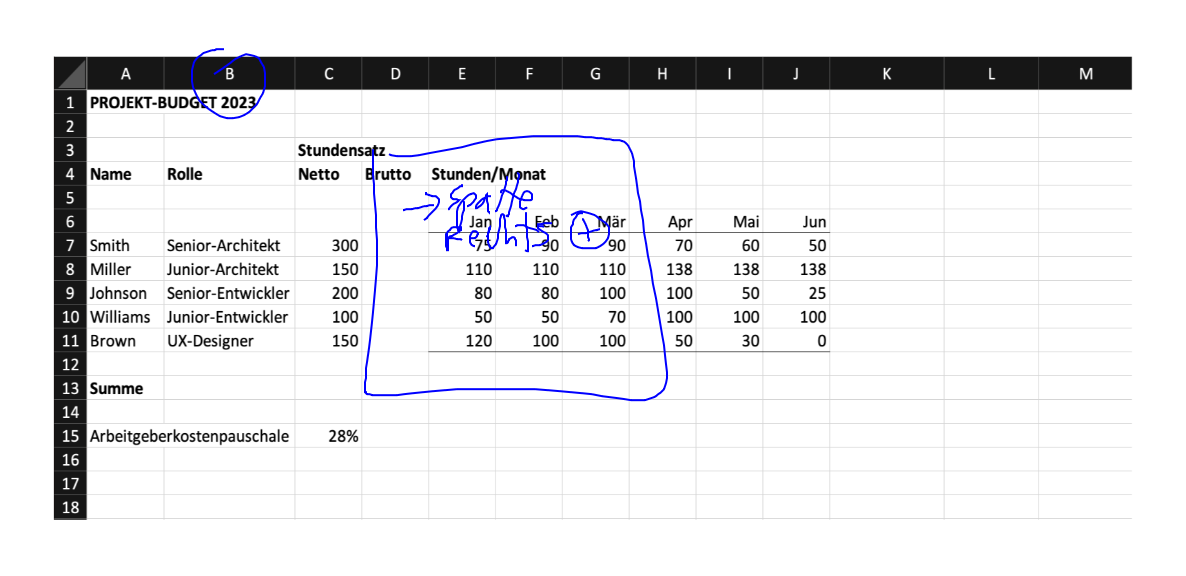 A B C D E F G H I J K L M
1 PROJEKT-BUDGET 2023
2
3 Stundensatz
4 Name Rolle Netto Brutto Stunden/Monat
5 → Spalte
6 Jan Feb Mär Apr Mai Jun
Rechts +
7 Smith Senior-Architekt 300 75 90 90 70 60 50
8 Miller Junior-Architekt 150 110 110 110 138 138 138
9 Johnson Senior-Entwickler 200 80 80 100 100 50 25
10 Williams Junior-Entwickler 100 50 50 70 100 100 100
11 Brown UX-Designer 150 120 100 100 50 30 0
12
13 Summe
14
15 Arbeitgeberkostenpauschale 28%
16
17
18